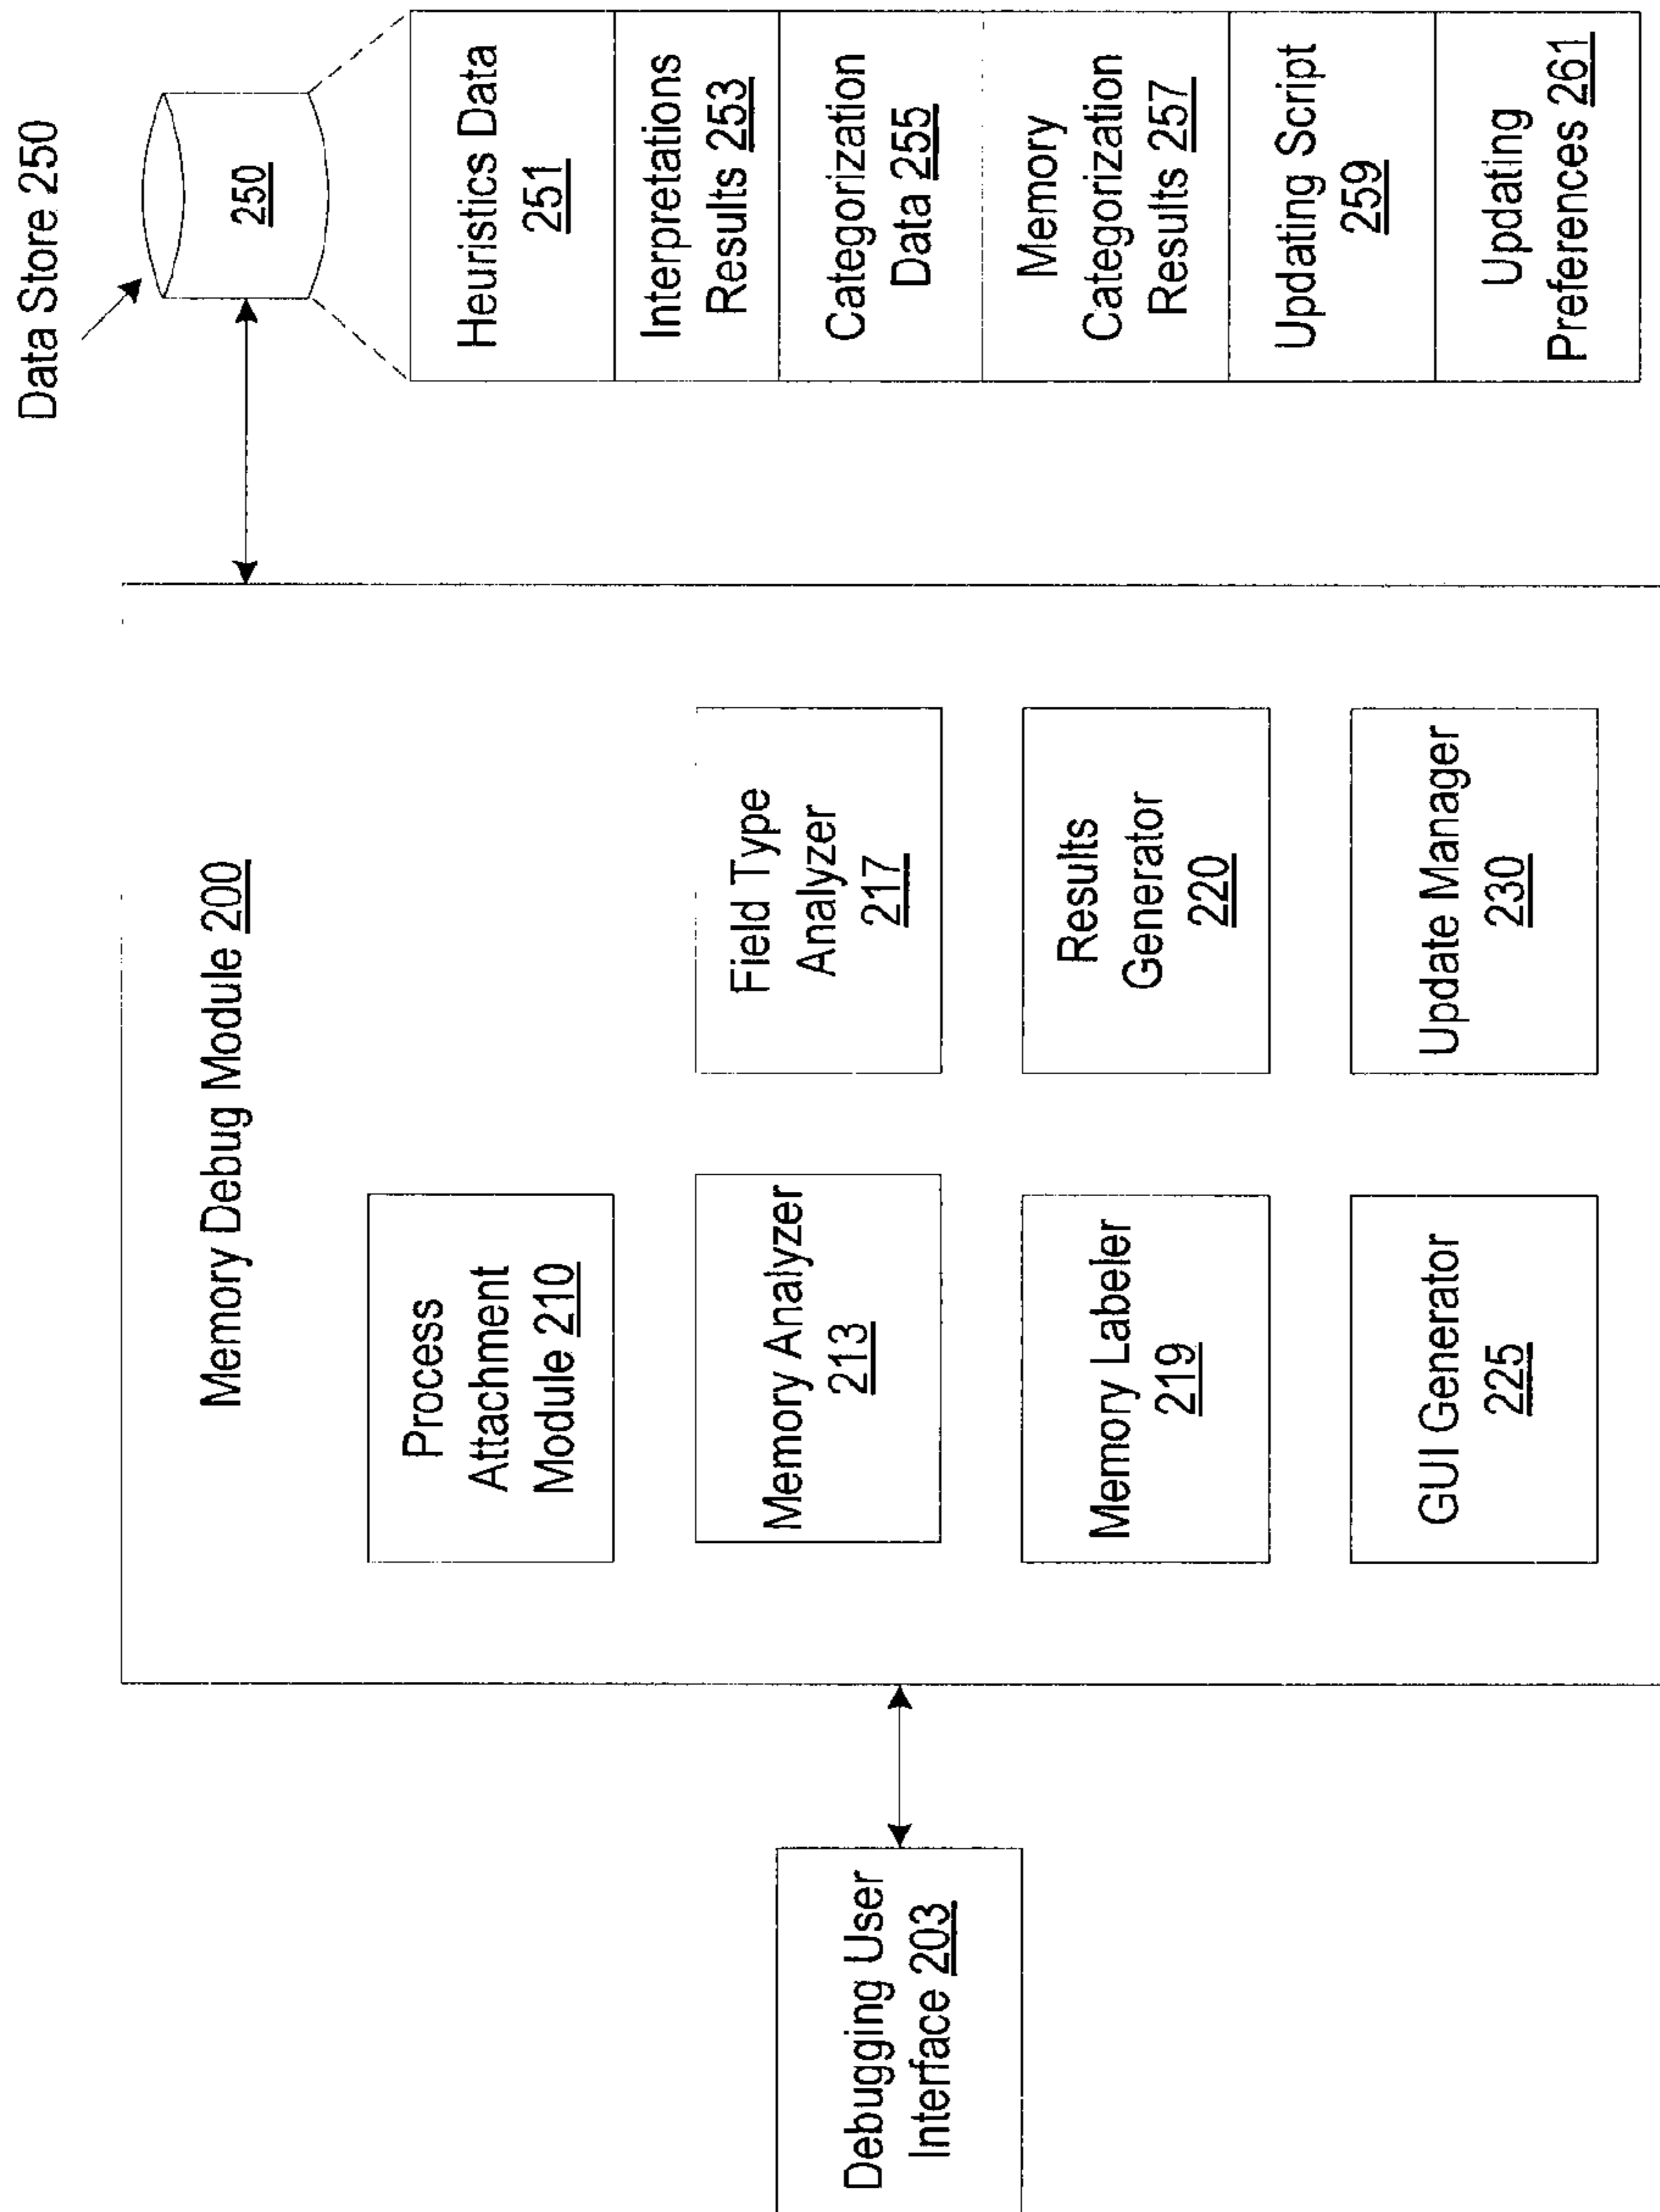 Memory Debug Module 200
Process
Attachment
Module 210
Memory Analyzer
213
Field Type
Analyzer
217
Memory Labeler
219
Results
Generator
220
GUI Generator
225
Update Manager
230
Debugging User
Interface 203
Data Store 250
250
Heuristics Data
251
Interpretations
Results 253
Categorization
Data 255
Memory
Categorization
Results 257
Updating Script
259
Updating
Preferences 261